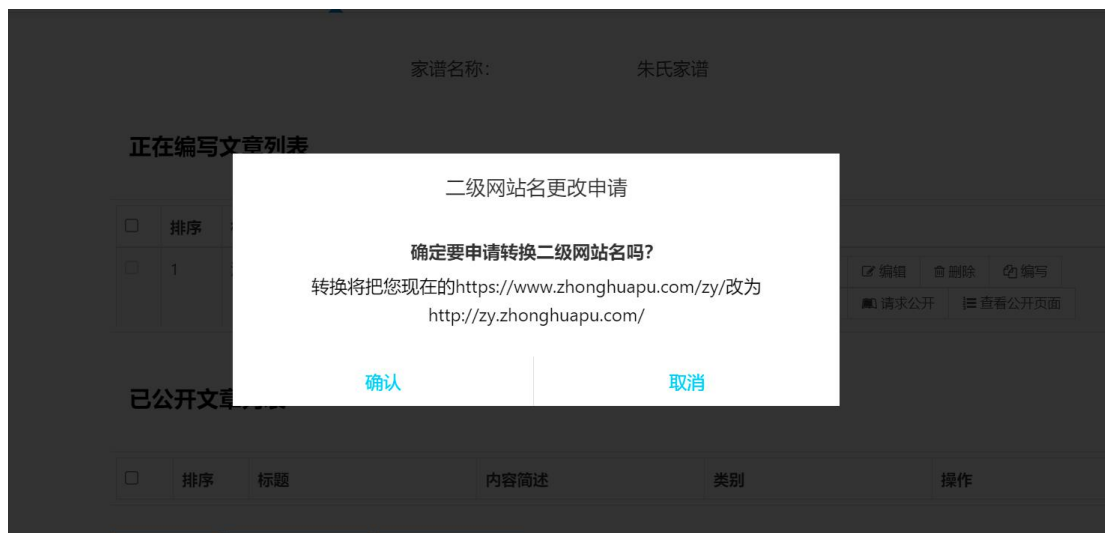 家谱名称： 朱氏家谱
正在编写文章列表
二级网站名更改申请
排序
确定要申请转换二级网站名吗？
1 编辑 删除 编写
转换将把您现在的https://www.zhonghuapu.com/zy/改为
请求公开 查看公开页面
http://zy.zhonghuapu.com/
确认 取消
已公开文章列表
排序 标题 内容简述 类别 操作